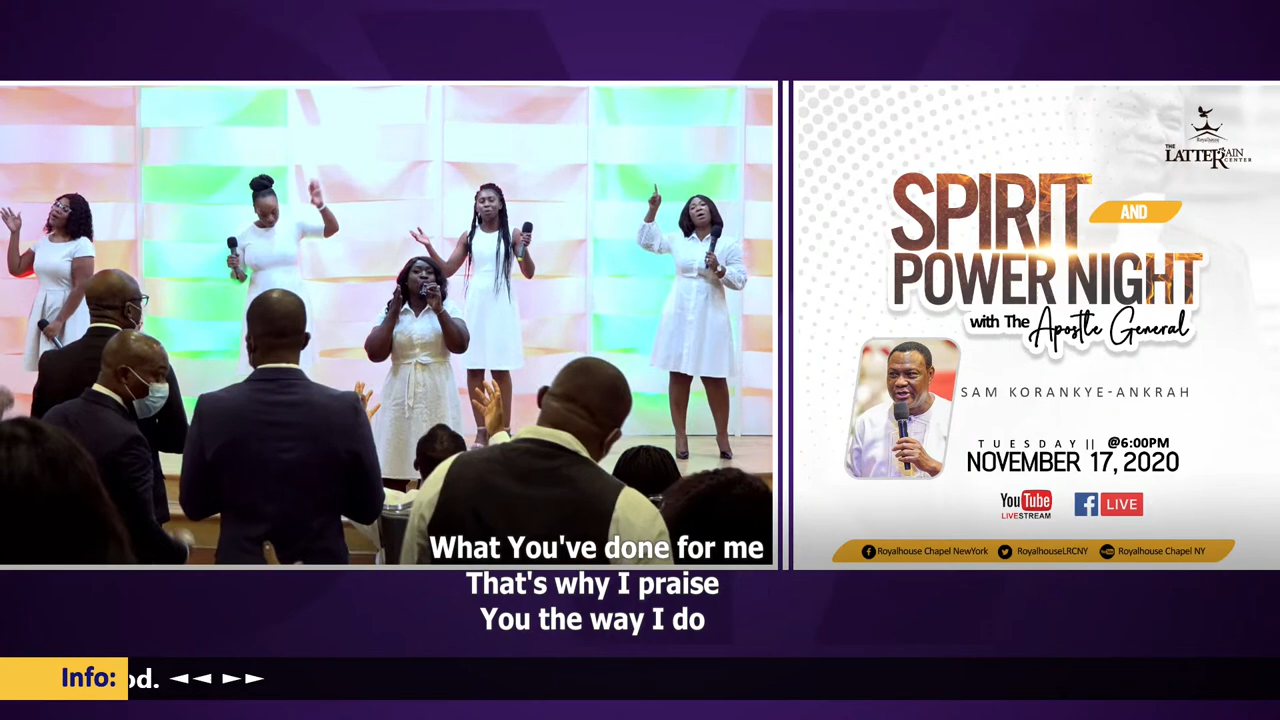 What You've done for me
That's why I praise
You the way I do
Royalhouse
THE
LATTER RAIN
CENTER
SPIRIT
AND
POWER NIGHT
with The Apostle General
SAM KORANKYE-ANKRAH
TUESDAY || @6:00PM
NOVEMBER 17, 2020
YouTube
LIVESTREAM
f LIVE
Royalhouse Chapel NewYork
RoyalhouseLRCNY
Royalhouse Chapel NY
Info: od. ◄◄ ►►